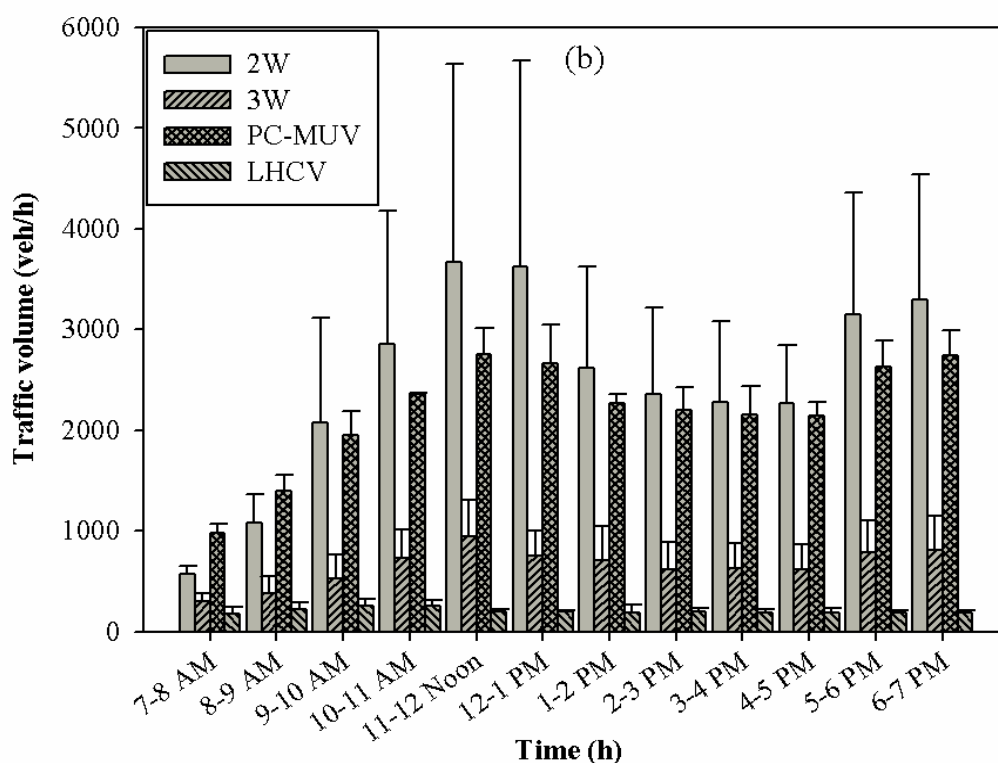 6000
5000
4000
3000
2000
1000
0
Traffic volume (veh/h)
2W
3W
PC-MUV
LHCV
(b)
7-8 AM
8-9 AM
9-10 AM
10-11 AM
11-12 Noon
12-1 PM
1-2 PM
2-3 PM
3-4 PM
4-5 PM
5-6 PM
6-7 PM
Time (h)